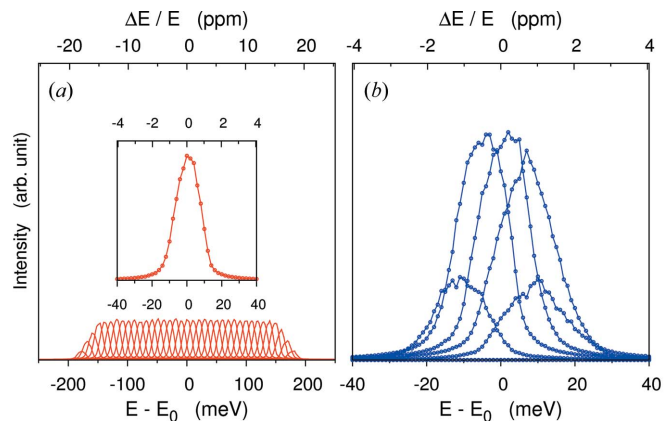 ΔE / E (ppm)
ΔE / E (ppm)
-20 -10 0 10 20
-4 -2 0 2 4
(a)
(b)
-4 -2 0 2 4
Intensity (arb. unit)
-40 -20 0 20 40
-200 -100 0 100 200
-40 -20 0 20 40
E - E₀ (meV)
E - E₀ (meV)